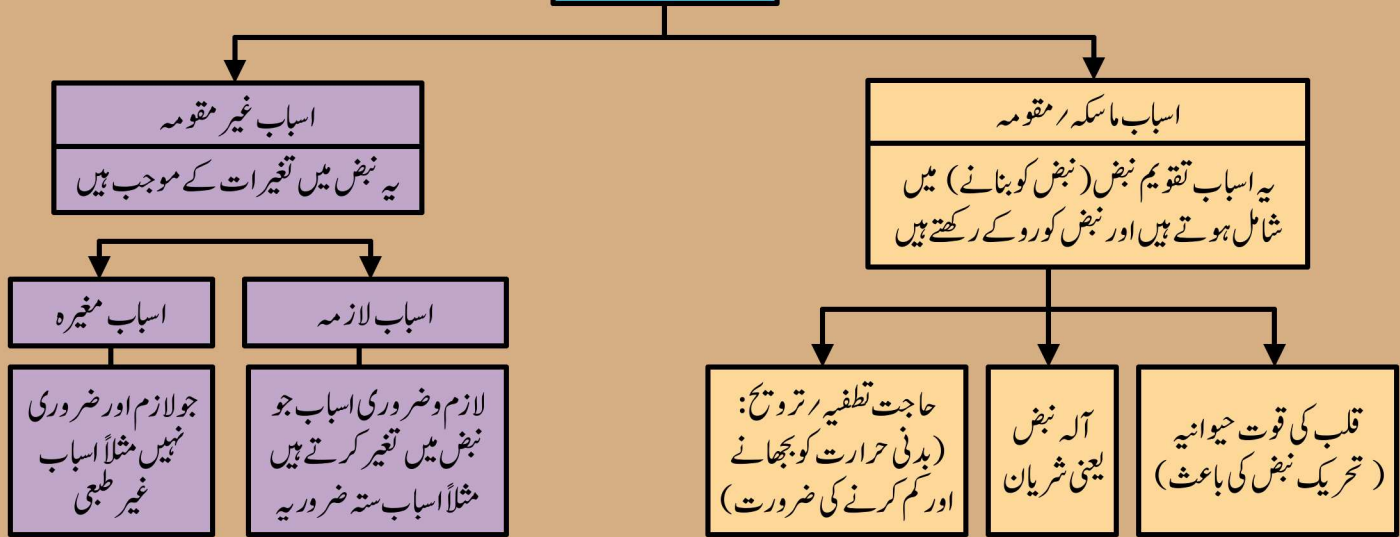 اسباب ماسکہ / مقومہ
یہ اسباب تقویم نبض (نبض کو بنانے) میں
شامل ہوتے ہیں اور نبض کو روکے رکھتے ہیں
قلب کی قوت حیوانیہ
(تحریک نبض کی باعث)
آلہ نبض
یعنی شریان
حاجت تطفیہ / ترویح:
(بدنی حرارت کو بجھانے
اور کم کرنے کی ضرورت)
اسباب غیر مقومہ
یہ نبض میں تغیرات کے موجب ہیں
اسباب لازمہ
لازم و ضروری اسباب جو
نبض میں تغیر کرتے ہیں
مثلاً اسباب ستہ ضروریہ
اسباب مغیرہ
جو لازم اور ضروری
نہیں مثلاً اسباب
غیر طبعی